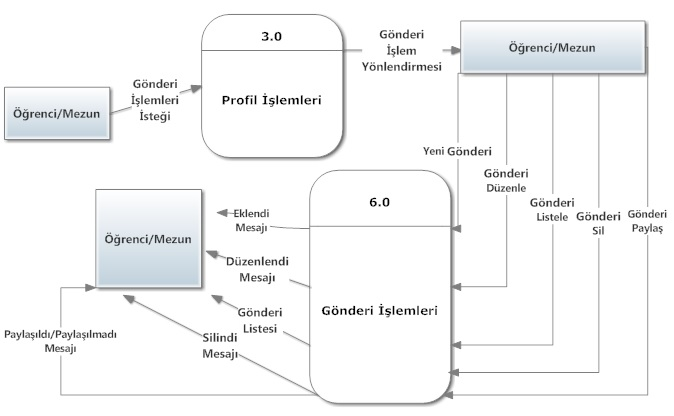 3.0
Profil İşlemleri
Gönderi
İşlem
Yönlendirmesi
Öğrenci/Mezun
Öğrenci/Mezun
Gönderi
İşlemleri
İsteği
Yeni Gönderi
Gönderi
Düzenle
Gönderi
Listele
Gönderi
Sil
Gönderi
Paylaş
6.0
Gönderi İşlemleri
Öğrenci/Mezun
Eklendi
Mesajı
Düzenlendi
Mesajı
Gönderi
Listesi
Silindi
Mesajı
Paylaşıldı/Paylaşılmadı
Mesajı